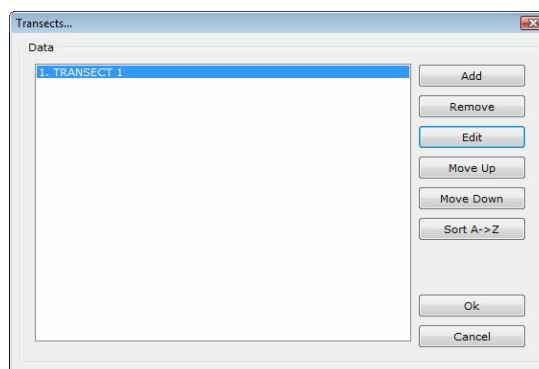 Transects...
Data
1. TRANSECT 1
Add
Remove
Edit
Move Up
Move Down
Sort A->Z
Ok
Cancel